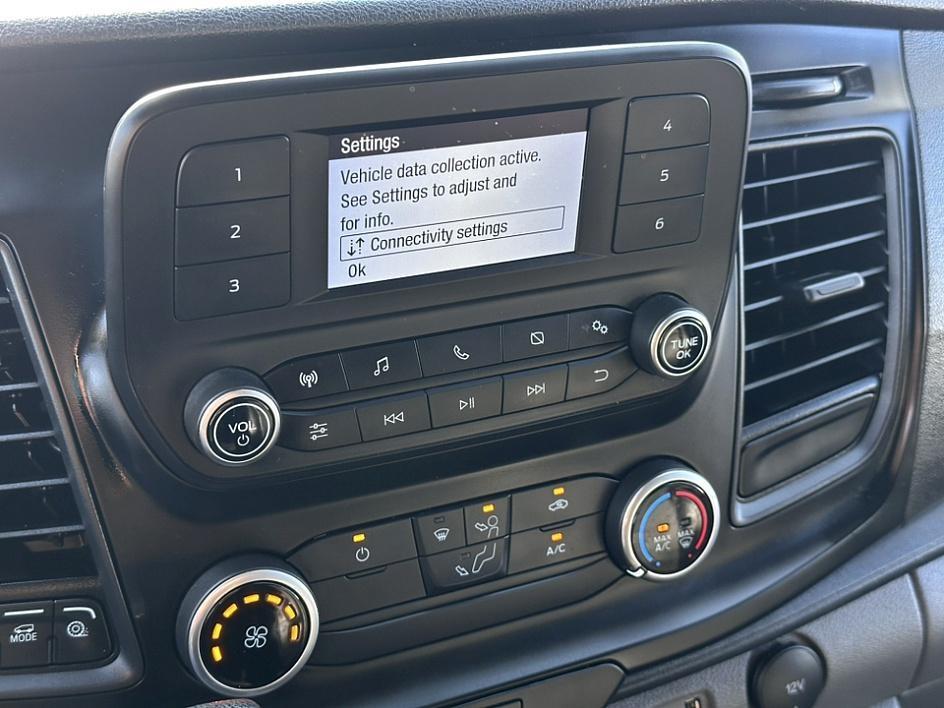 Settings
Vehicle data collection active.
See Settings to adjust and
for info.
Connectivity settings
Ok
1
2
3
4
5
6
VOL
TUNE
OK
A/C
MAX
A/C
MAX
MODE
12V